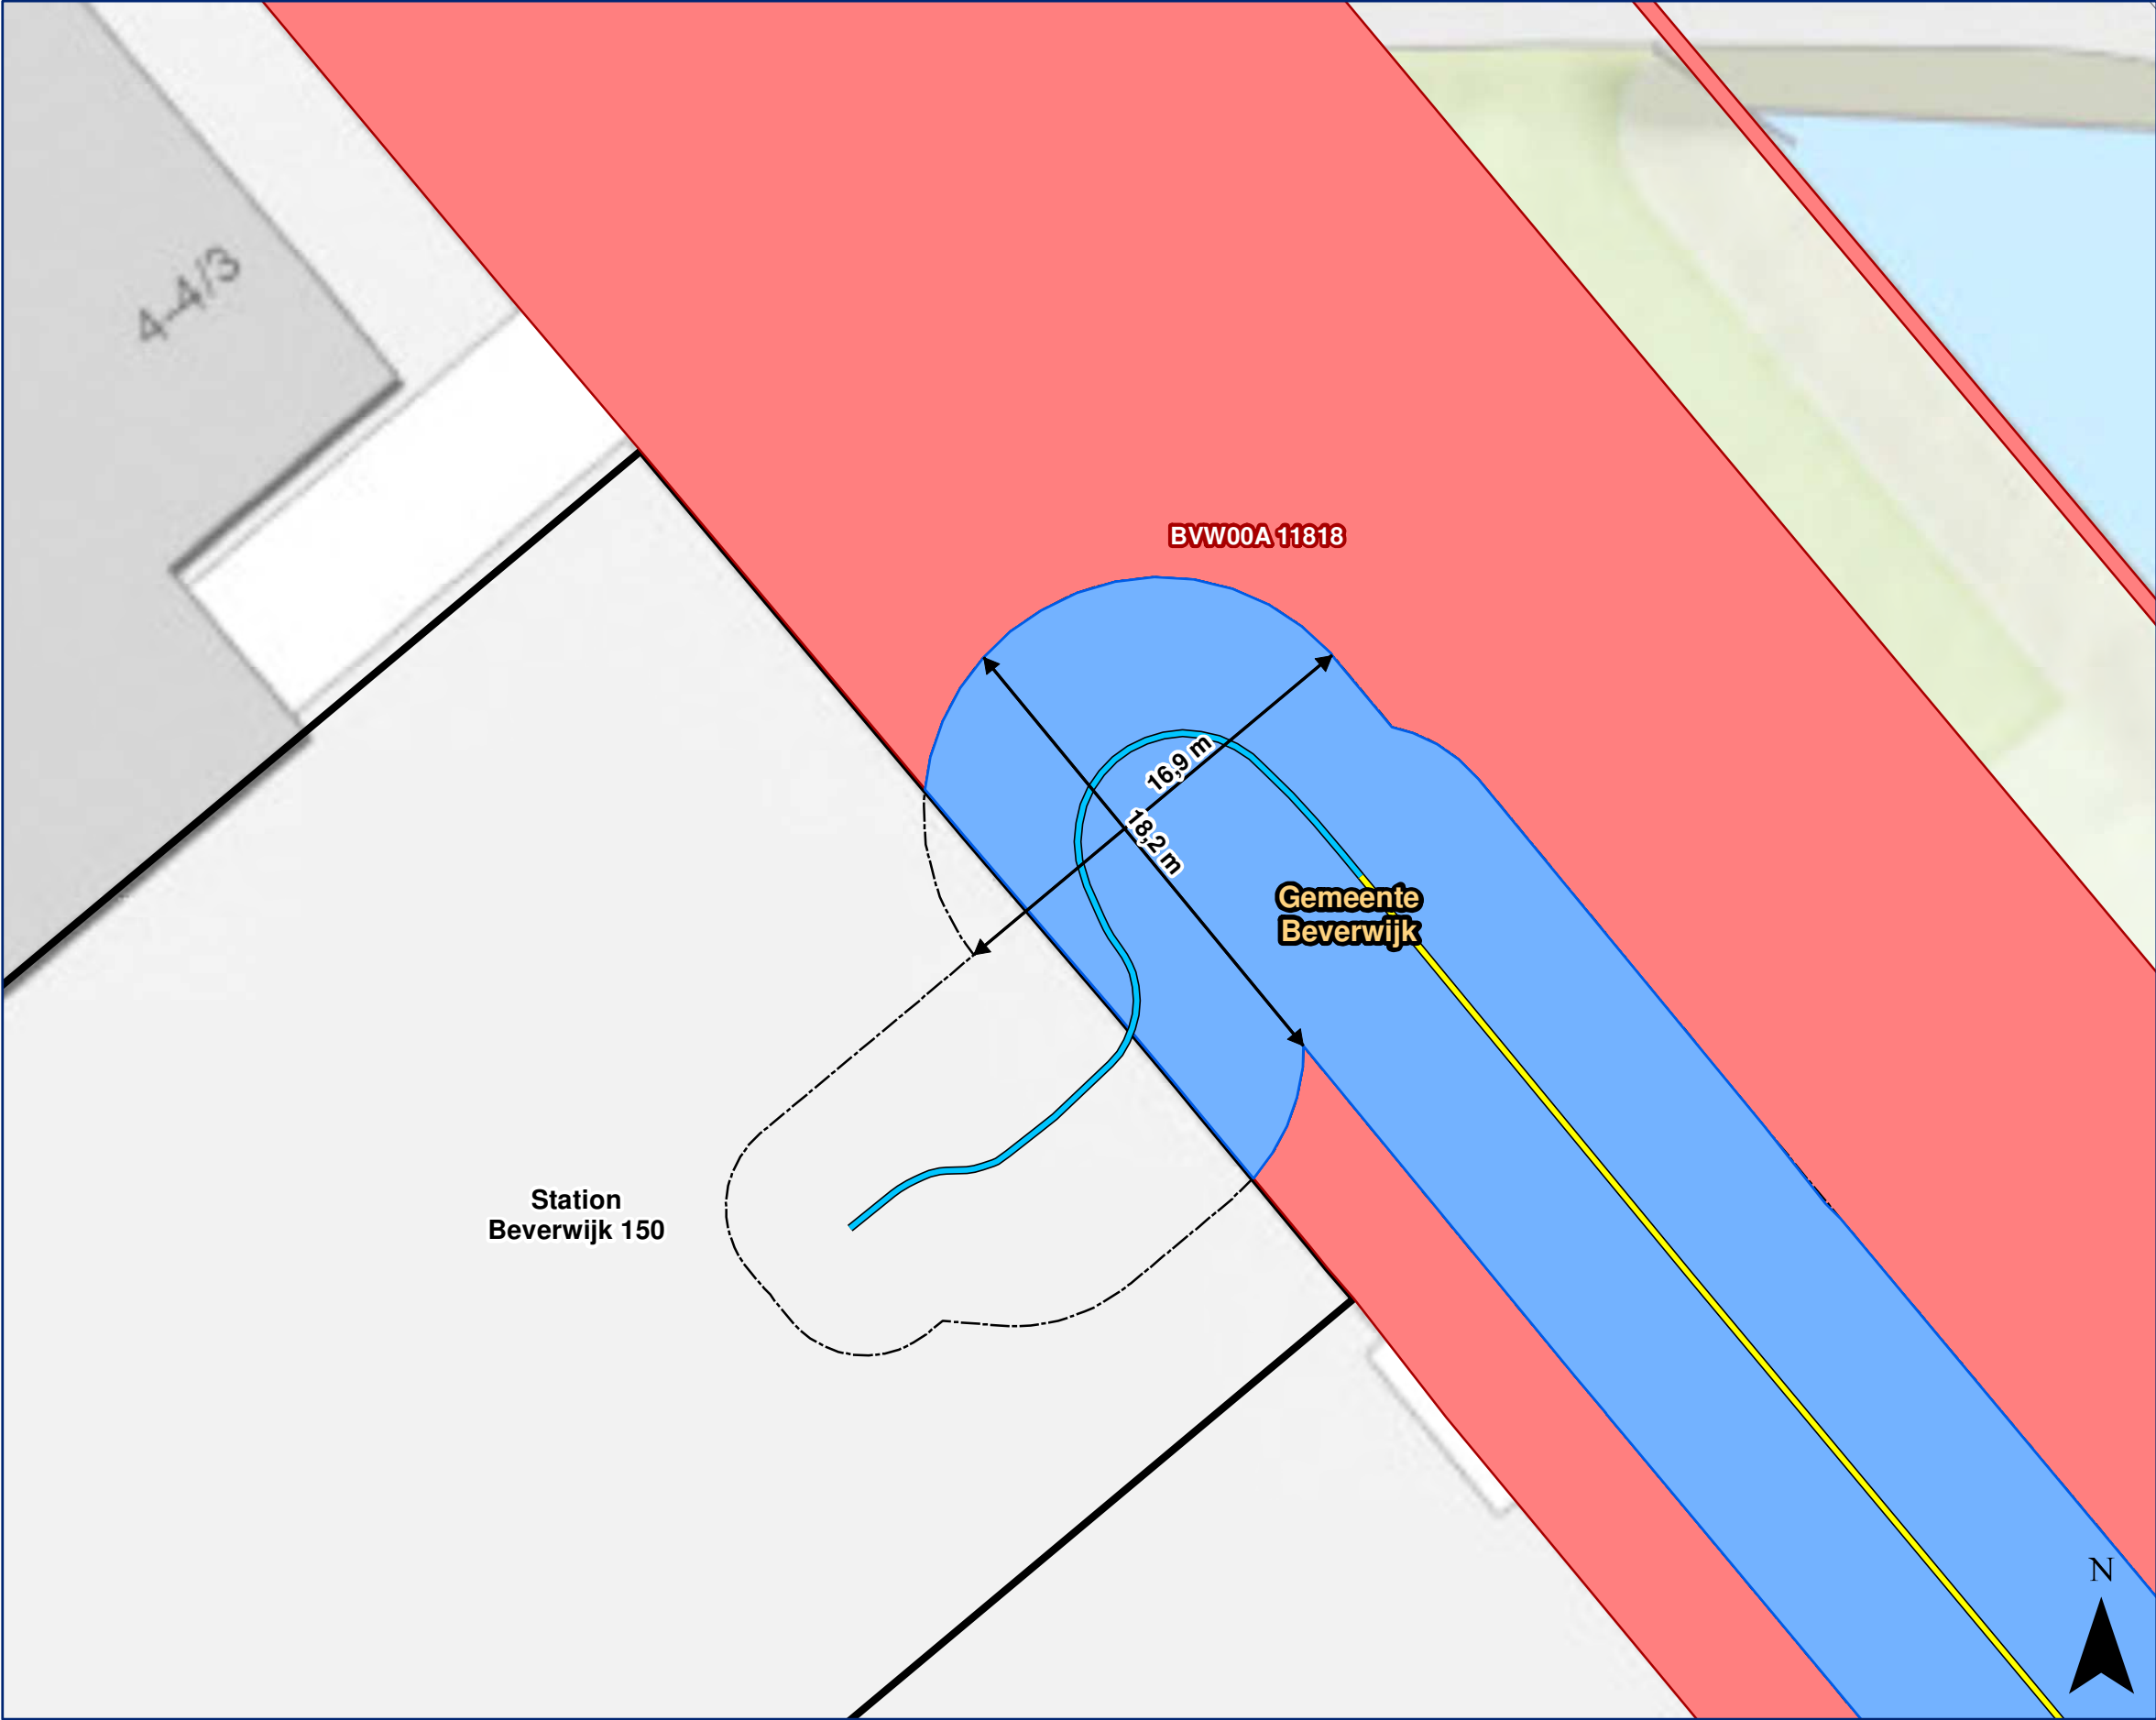 4-4/3
BVW00A 11818
16,9 m
18,2 m
Gemeente
Beverwijk
Station
Beverwijk 150
N